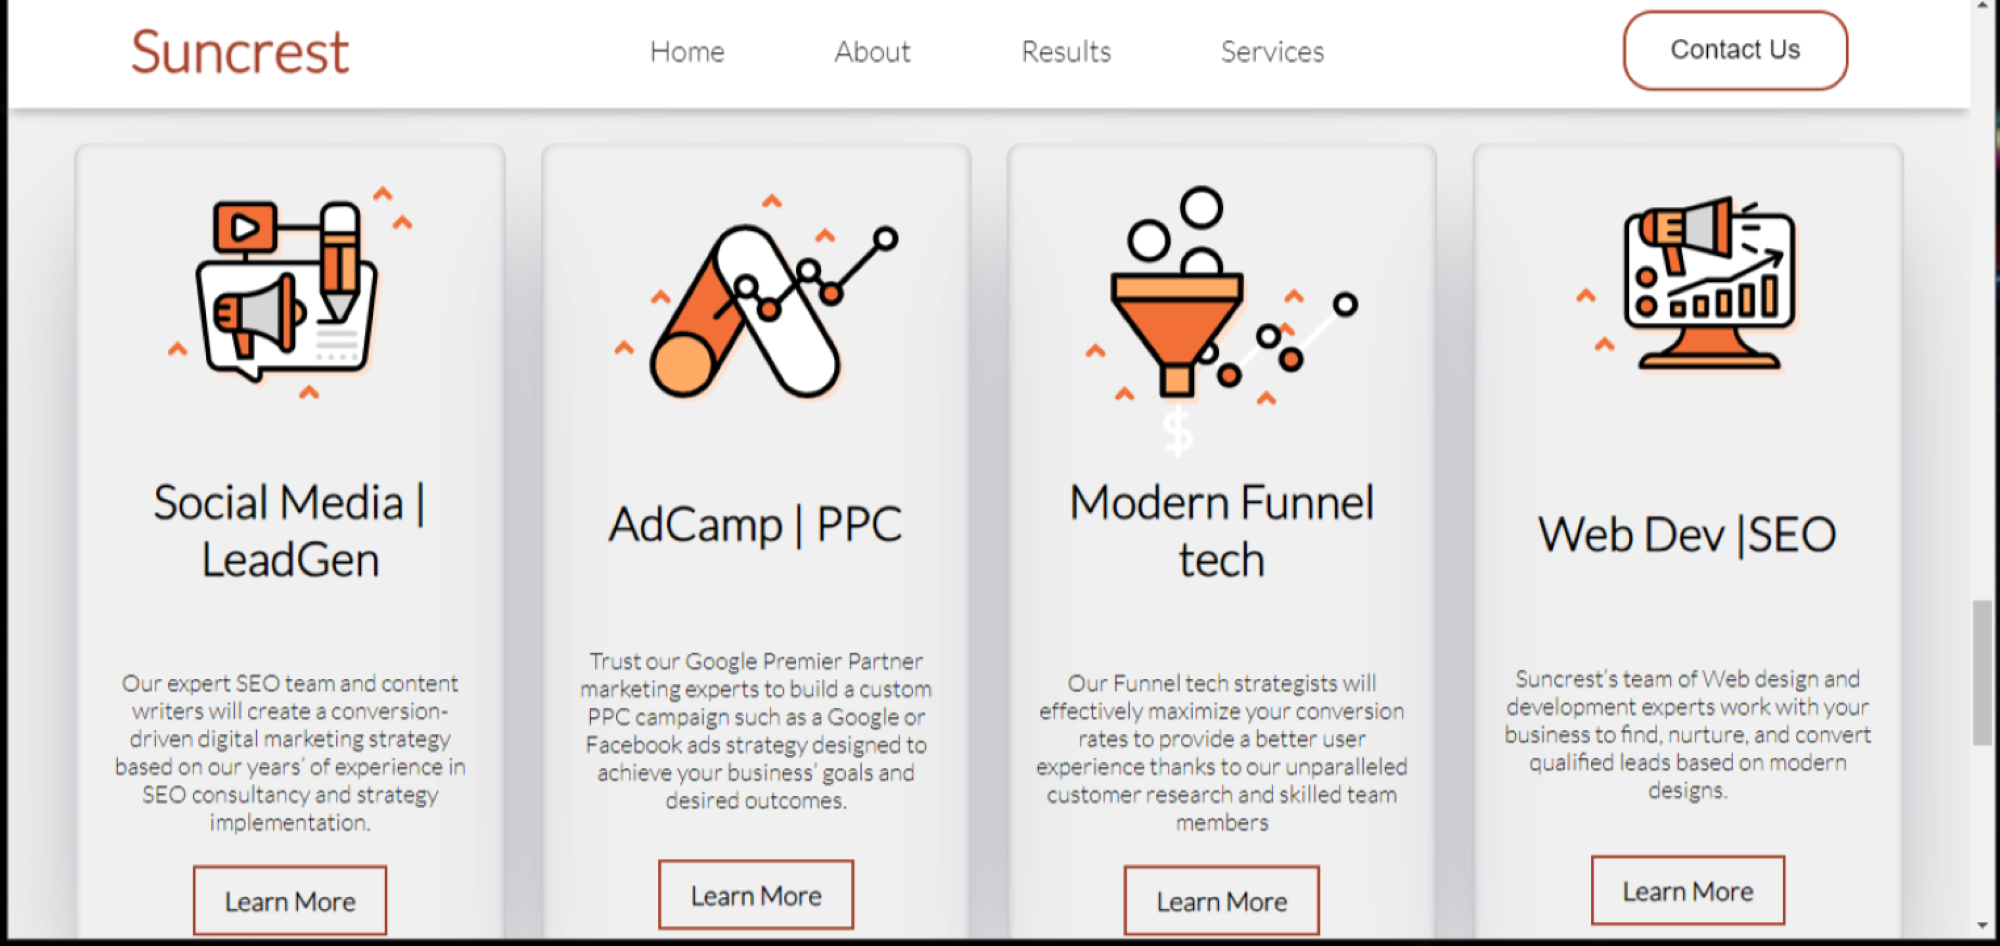 Suncrest
Home
About
Results
Services
Contact Us
Social Media |
LeadGen
Our expert SEO team and content
writers will create a conversion-
driven digital marketing strategy
based on our years’ of experience in
SEO consultancy and strategy
implementation.
Learn More
AdCamp | PPC
Trust our Google Premier Partner
marketing experts to build a custom
PPC campaign such as a Google or
Facebook ads strategy designed to
achieve your business’ goals and
desired outcomes.
Learn More
$
Modern Funnel
tech
Our Funnel tech strategists will
effectively maximize your conversion
rates to provide a better user
experience thanks to our unparalleled
customer research and skilled team
members
Learn More
Web Dev |SEO
Suncrest’s team of Web design and
development experts work with your
business to find, nurture, and convert
qualified leads based on modern
designs.
Learn More